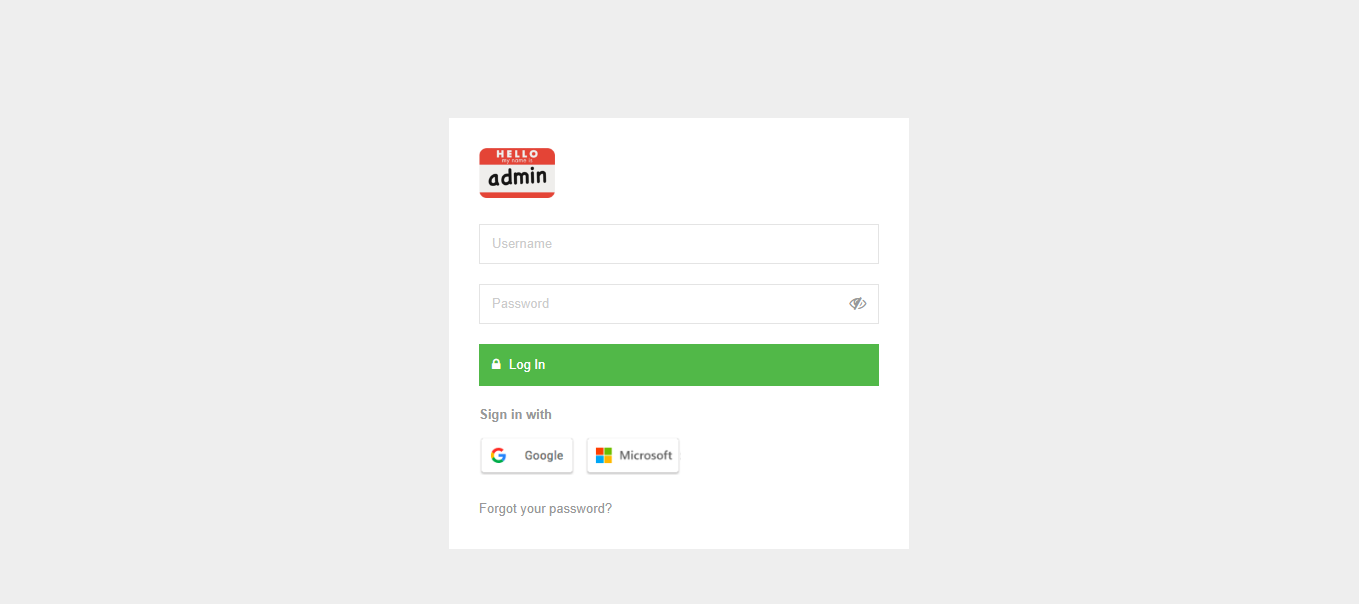 HELLO
my name is
admin
Username
Password
Log In
Sign in with
Google
Microsoft
Forgot your password?